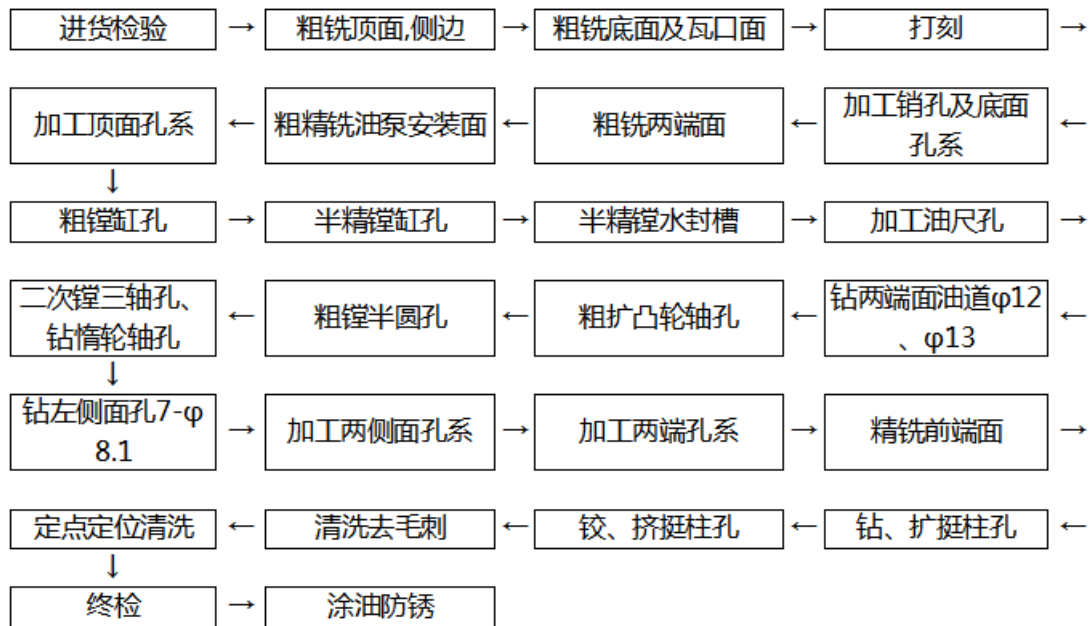 进货检验 → 粗铣顶面,侧边 → 粗铣底面及瓦口面 → 打刻 →
加工顶面孔系 ← 粗精铣油泵安装面 ← 粗铣两端面 ← 加工销孔及底面
孔系 ←
↓
粗镗缸孔 → 半精镗缸孔 → 半精镗水封槽 → 加工油尺孔 →
二次镗三轴孔、
钻惰轮轴孔 ← 粗镗半圆孔 ← 粗扩凸轮轴孔 ← 钻两端面油道φ12
、φ13 ←
↓
钻左侧面孔7-φ
8.1 → 加工两侧面孔系 → 加工两端孔系 → 精铣前端面 →
定点定位清洗 ← 清洗去毛刺 ← 铰、挤挺柱孔 ← 钻、扩挺柱孔 ←
↓
终检 → 涂油防锈